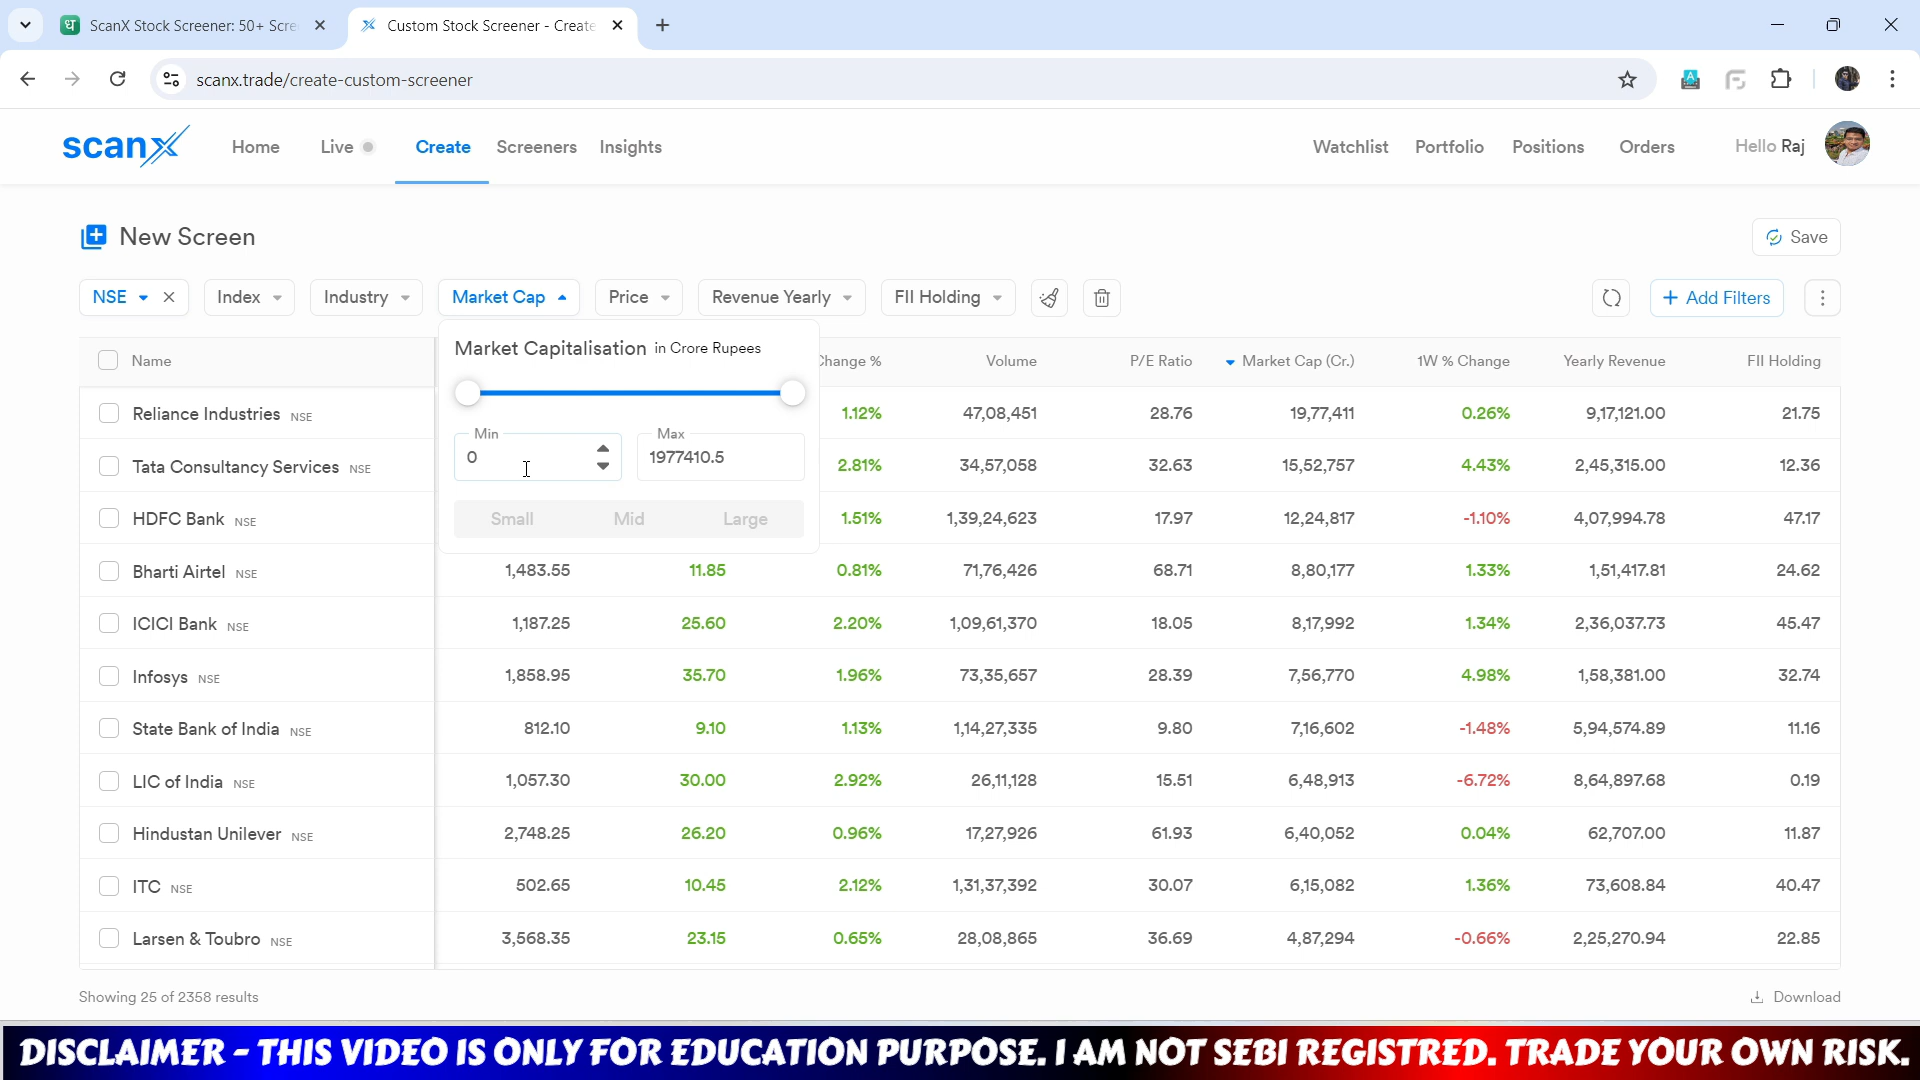 ScanX Stock Screener: 50+ Scre
Custom Stock Screener - Create
scanx.trade/create-custom-screener
scanx
Home
Live
Create
Screeners
Insights
Watchlist
Portfolio
Positions
Orders
Hello Raj
New Screen
Save
NSE
Index
Industry
Market Cap
Price
Revenue Yearly
FII Holding
+ Add Filters
Market Capitalisation in Crore Rupees
Min
0
Max
1977410.5
Small Mid Large
Name Change % Volume P/E Ratio Market Cap (Cr.) 1W % Change Yearly Revenue FII Holding
Reliance Industries NSE 1.12% 47,08,451 28.76 19,77,411 0.26% 9,17,121.00 21.75
Tata Consultancy Services NSE 2.81% 34,57,058 32.63 15,52,757 4.43% 2,45,315.00 12.36
HDFC Bank NSE 1.51% 1,39,24,623 17.97 12,24,817 -1.10% 4,07,994.78 47.17
Bharti Airtel NSE 1,483.55 11.85 0.81% 71,76,426 68.71 8,80,177 1.33% 1,51,417.81 24.62
ICICI Bank NSE 1,187.25 25.60 2.20% 1,09,61,370 18.05 8,17,992 1.34% 2,36,037.73 45.47
Infosys NSE 1,858.95 35.70 1.96% 73,35,657 28.39 7,56,770 4.98% 1,58,381.00 32.74
State Bank of India NSE 812.10 9.10 1.13% 1,14,27,335 9.80 7,16,602 -1.48% 5,94,574.89 11.16
LIC of India NSE 1,057.30 30.00 2.92% 26,11,128 15.51 6,48,913 -6.72% 8,64,897.68 0.19
Hindustan Unilever NSE 2,748.25 26.20 0.96% 17,27,926 61.93 6,40,052 0.04% 62,707.00 11.87
ITC NSE 502.65 10.45 2.12% 1,31,37,392 30.07 6,15,082 1.36% 73,608.84 40.47
Larsen & Toubro NSE 3,568.35 23.15 0.65% 28,08,865 36.69 4,87,294 -0.66% 2,25,270.94 22.85
Showing 25 of 2358 results
Download
DISCLAIMER - THIS VIDEO IS ONLY FOR EDUCATION PURPOSE. I AM NOT SEBI REGISTRED. TRADE YOUR OWN RISK.